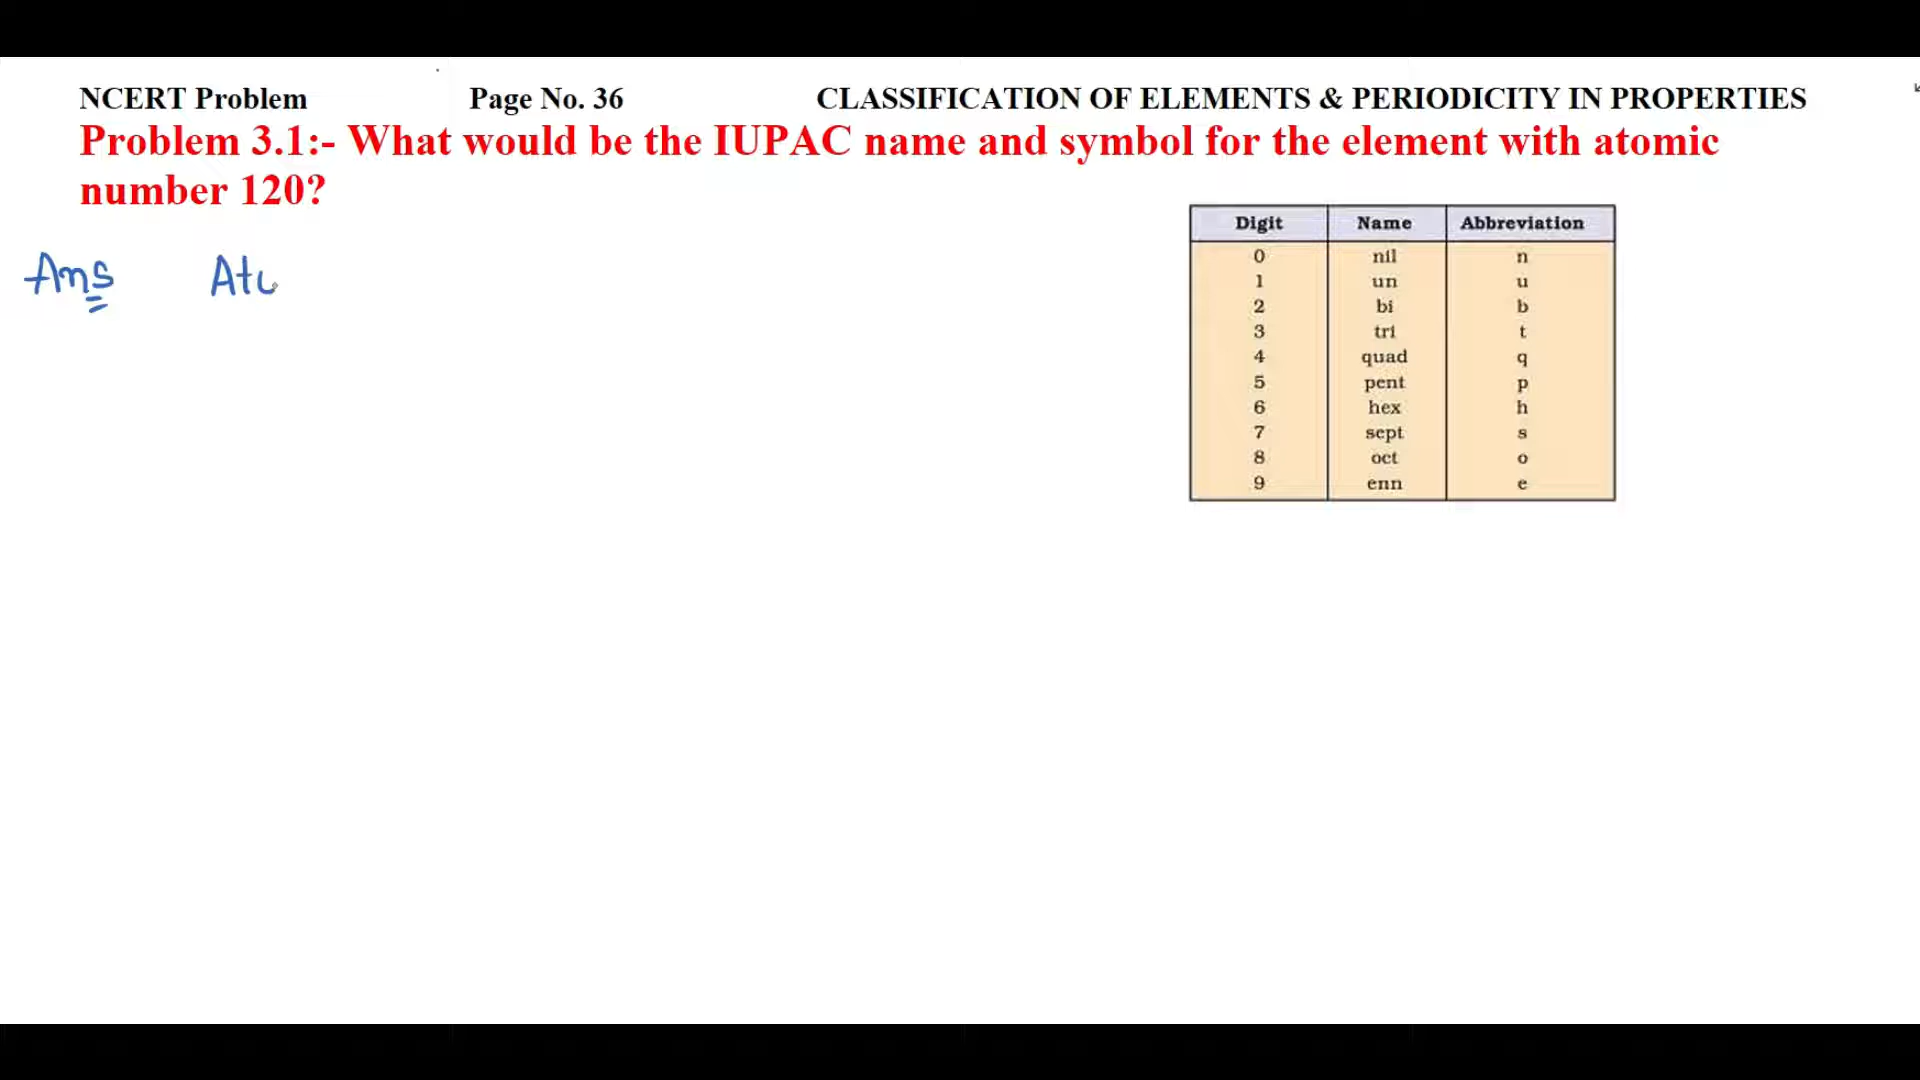 NCERT Problem Page No. 36 CLASSIFICATION OF ELEMENTS & PERIODICITY IN PROPERTIES
Problem 3.1:- What would be the IUPAC name and symbol for the element with atomic
number 120?
Ans
Digit Name Abbreviation
0 nil n
1 un u
2 bi b
3 tri t
4 quad q
5 pent p
6 hex h
7 sept s
8 oct o
9 enn e